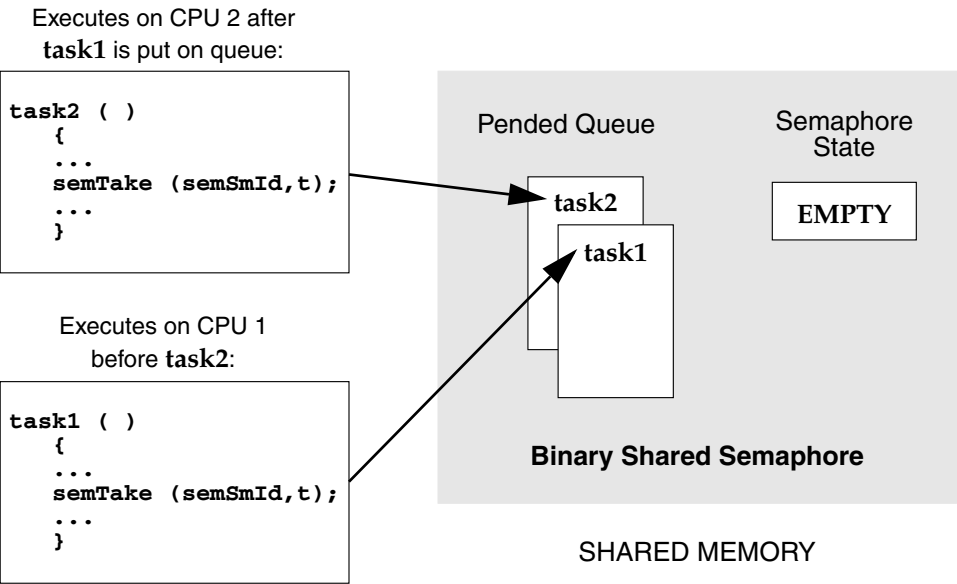 Executes on CPU 2 after
task1 is put on queue:
task2 ( )
{
...
semTake (semSmId,t);
...
}
Executes on CPU 1
before task2:
task1 ( )
{
...
semTake (semSmId,t);
...
}
Pended Queue
Semaphore
State
task2
task1
EMPTY
Binary Shared Semaphore
SHARED MEMORY